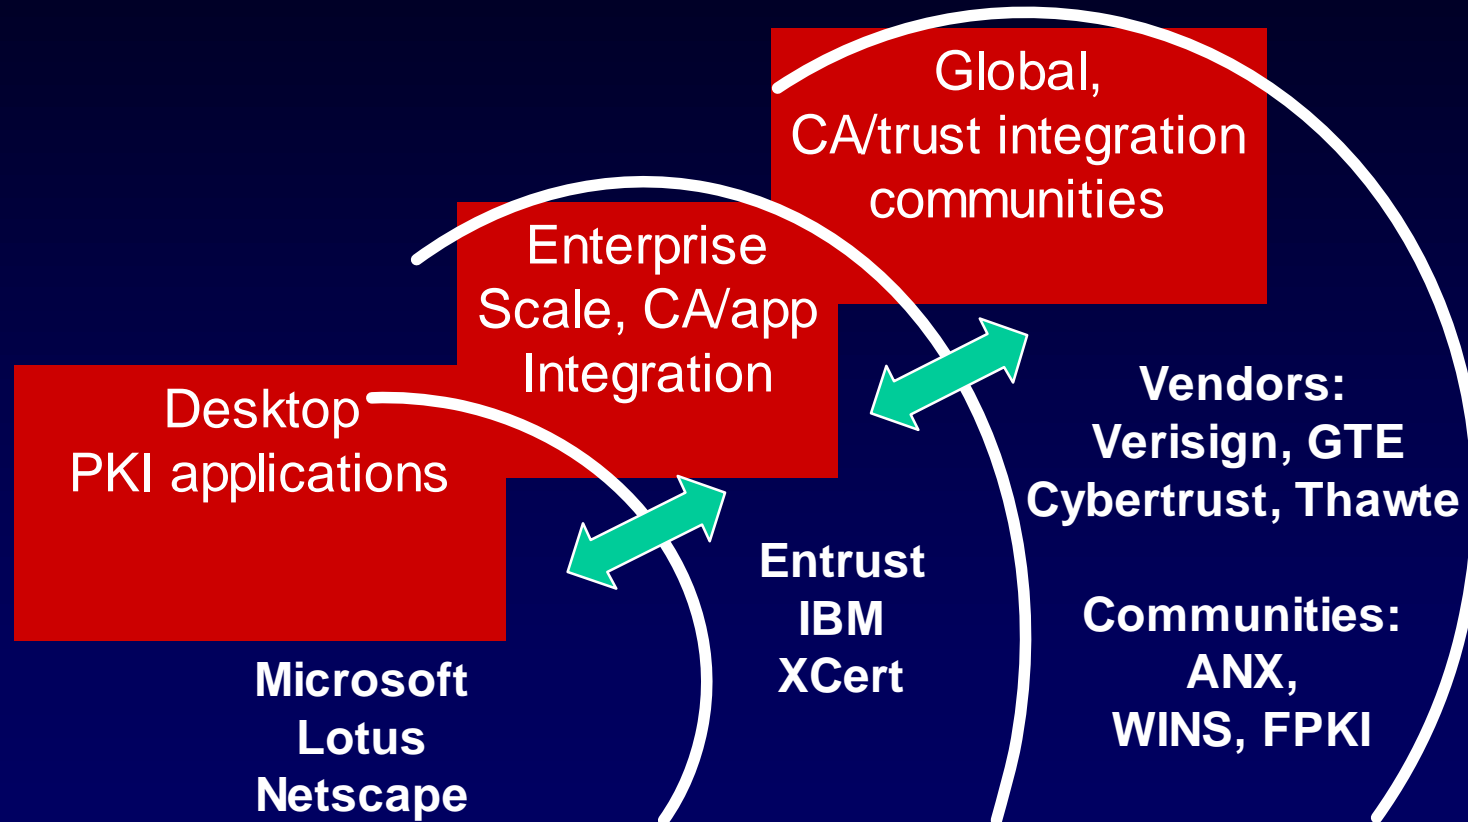 Global,
CA/trust integration
communities
Enterprise
Scale, CA/app
Integration
Desktop
PKI applications
Vendors:
Verisign, GTE
Cybertrust, Thawte
Communities:
ANX,
WINS, FPKI
Entrust
IBM
XCert
Microsoft
Lotus
Netscape